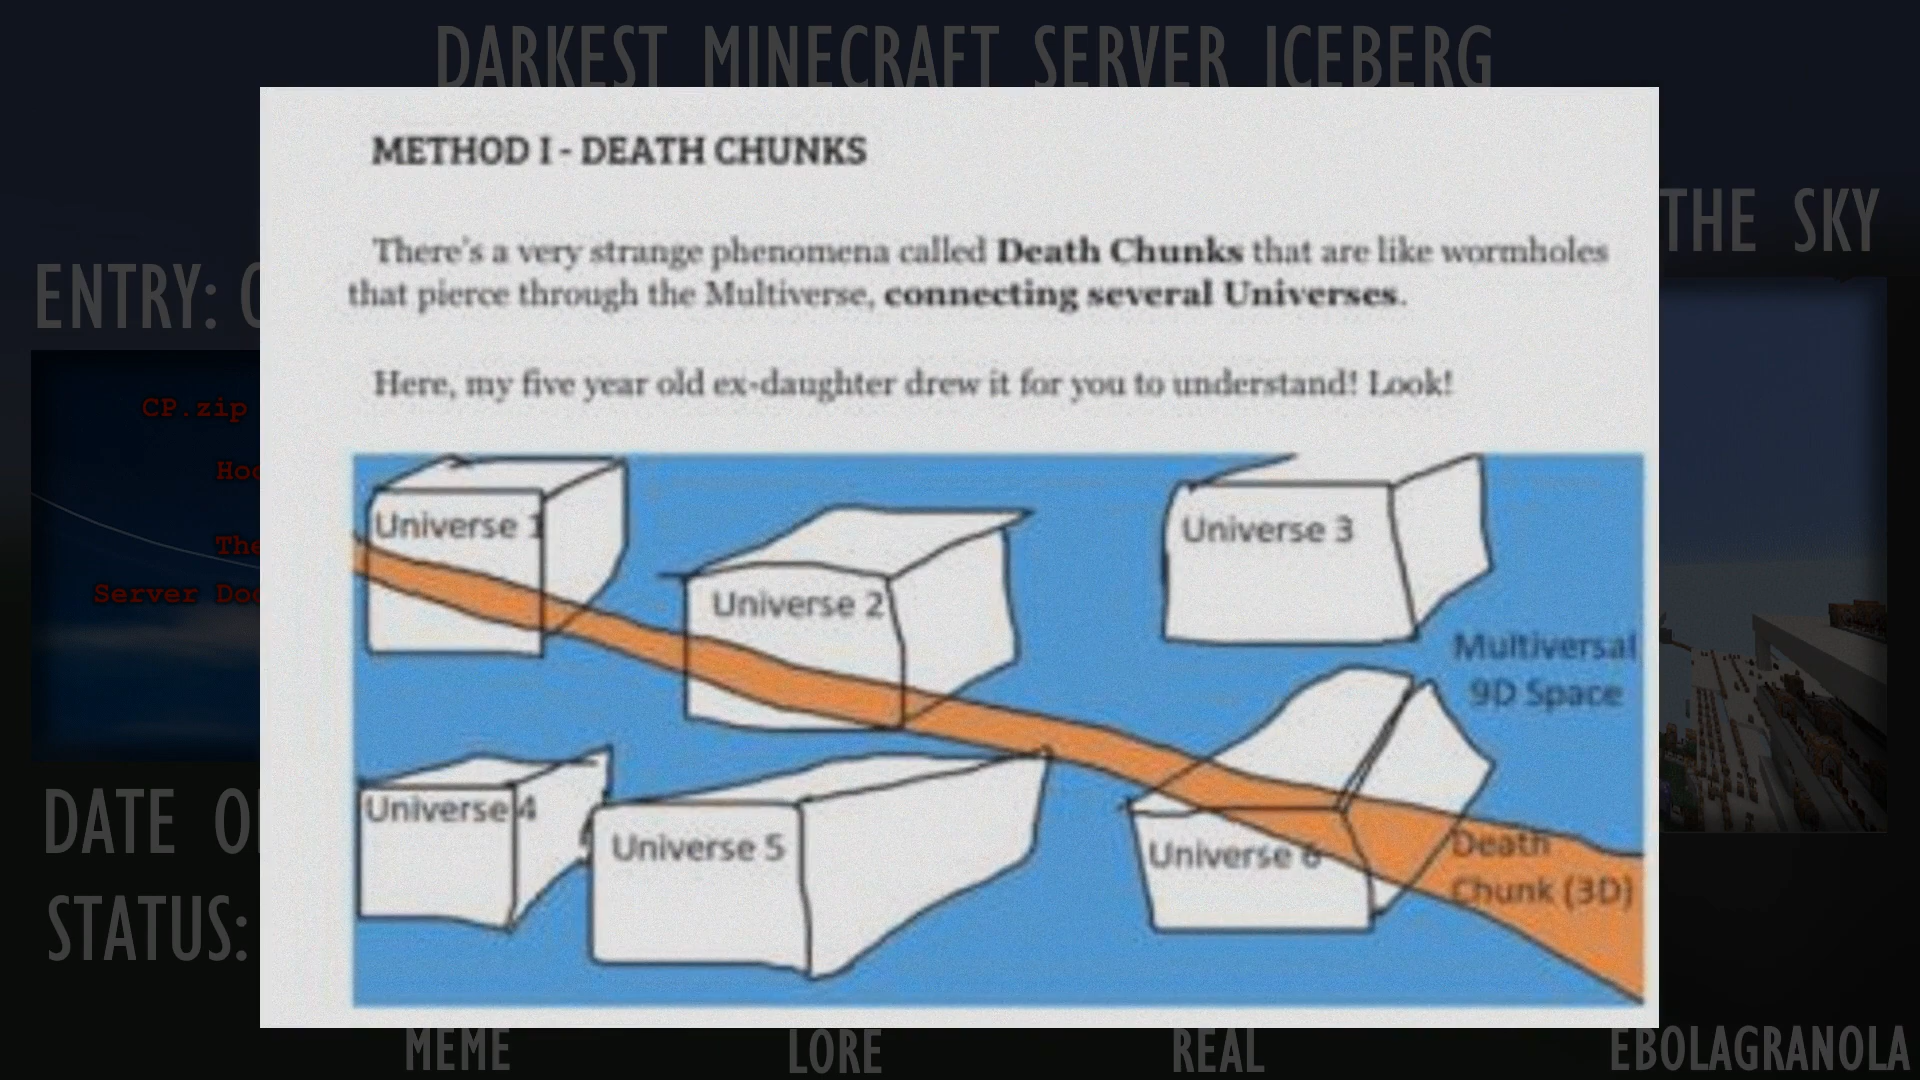 DARKEST MINECRAFT SERVER ICEBERG
METHOD I - DEATH CHUNKS
THE SKY
There's a very strange phenomena called Death Chunks that are like wormholes
that pierce through the Multiverse, connecting several Universes.
ENTRY:
Here, my five year old ex-daughter drew it for you to understand! Look!
CP.zip
The
Server
Universe 1
Universe 2
Universe 3
Multiversal
9D Space
Universe 4
Universe 5
Universe 6
Death
Chunk (3D)
DATE
STATUS:
MEME
LORE
REAL
EBOLAGRANOLA